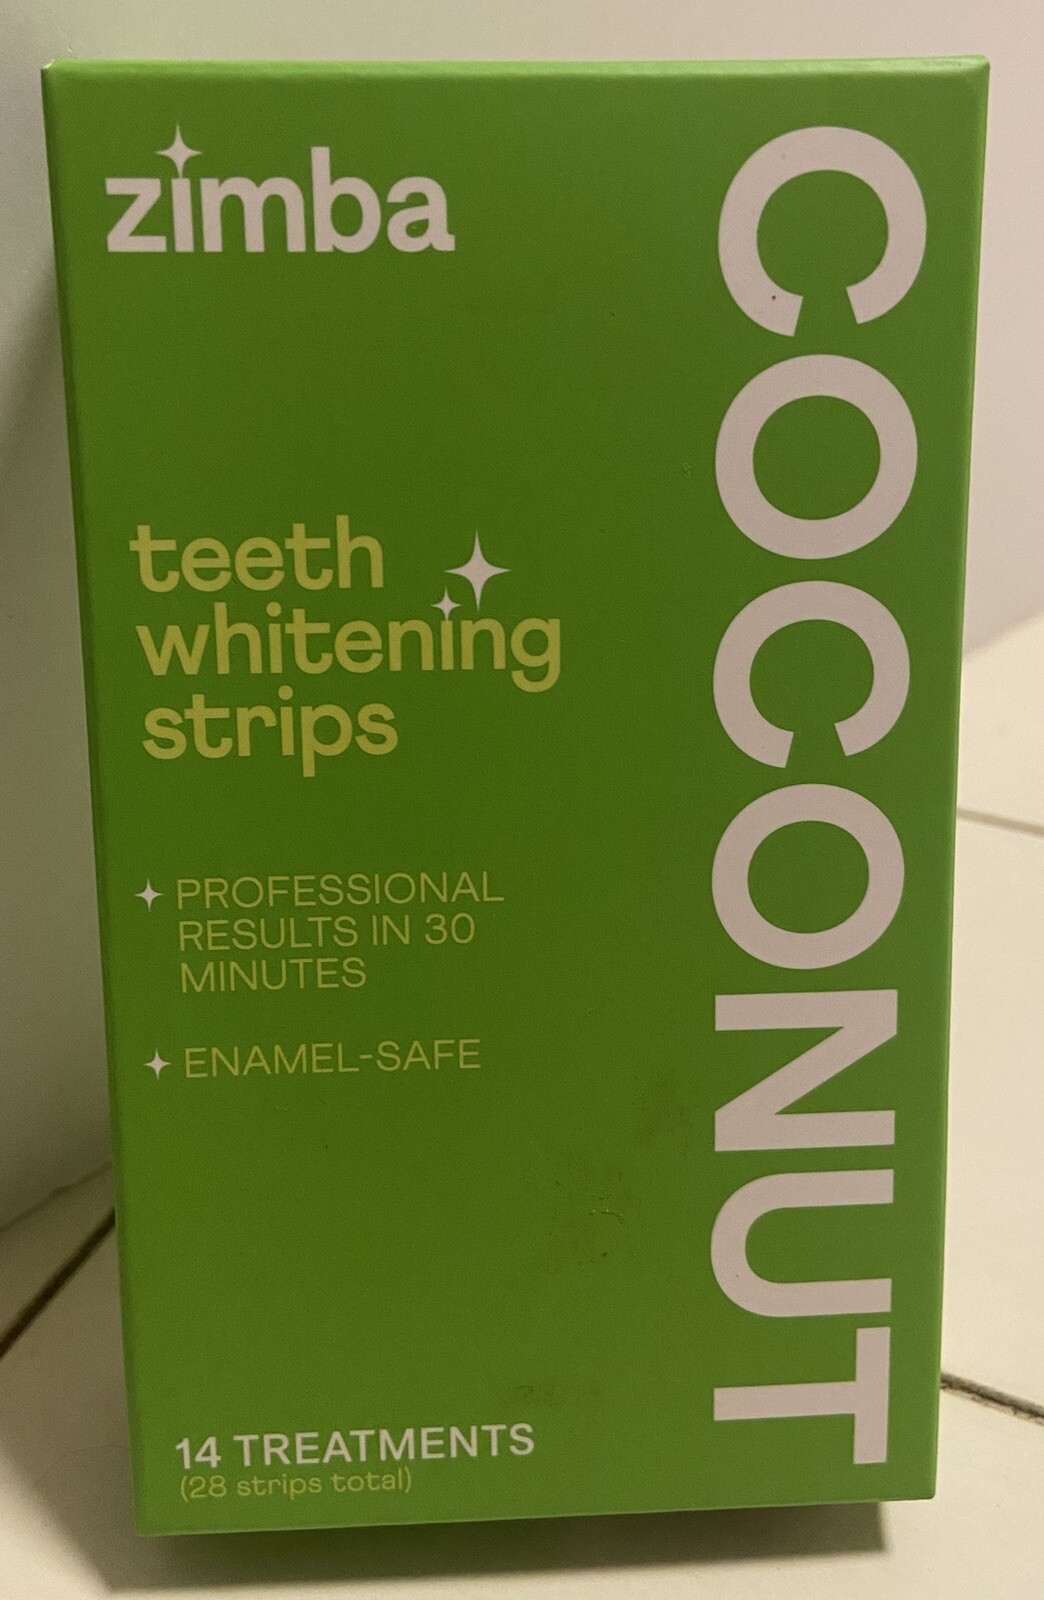 zimba
COCONUT
teeth
whitening
strips
PROFESSIONAL
RESULTS IN 30
MINUTES
ENAMEL-SAFE
14 TREATMENTS
(28 strips total)